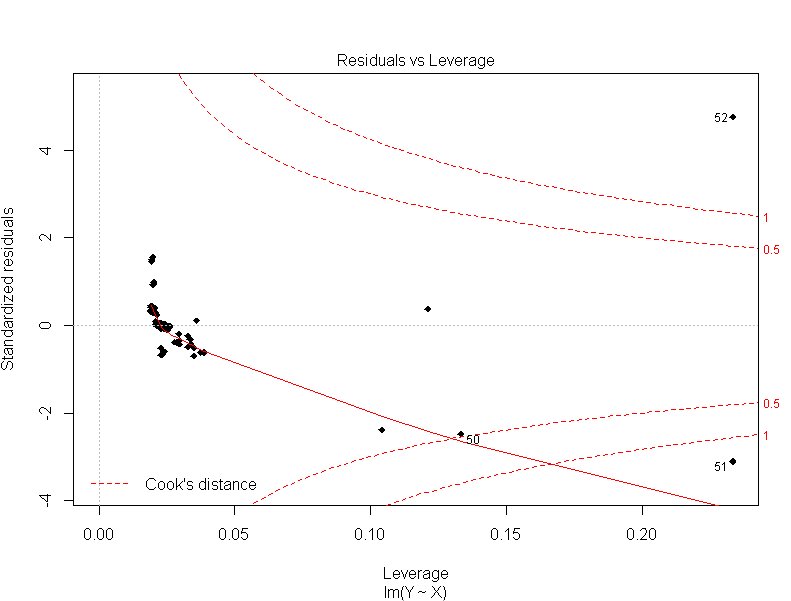 Residuals vs Leverage
Standardized residuals
4
2
0
-2
-4
52
1
0.5
0.5
50
1
51
Cook's distance
0.00 0.05 0.10 0.15 0.20
Leverage
lm(Y ~ X)